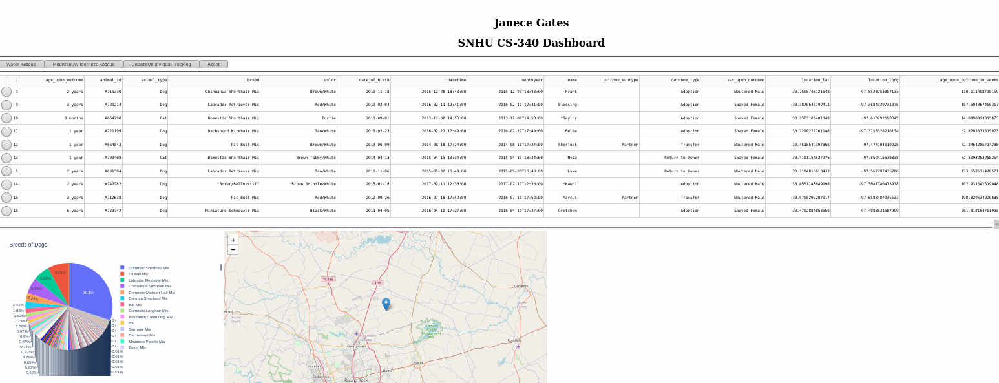 Janece Gates
SNHU CS-340 Dashboard
Water Rescue Mountain/Wilderness Rescue Disaster/Individual Tracking Reset
1 age_upon_outcome animal_id animal_type breed color date_of_birth datetime monthyear name outcome_subtype outcome_type sex_upon_outcome location_lat location_long age_upon_outcome_in_weeks
3 2 years A716330 Dog Chihuahua Shorthair Mix Brown/White 2013-11-18 2015-12-28 18:43:00 2015-12-28T18:43:00 Frank Adoption Neutered Male 30.7595748121648 -97.5523753807133 110.111408730159
9 3 years A720214 Dog Labrador Retriever Mix Red/White 2013-02-04 2016-02-11 12:41:00 2016-02-11T12:41:00 Blessing Adoption Spayed Female 30.3870648199411 -97.3684339731375 157.504067460317
10 3 months A664290 Cat Domestic Shorthair Mix Tortie 2013-09-01 2013-12-08 14:58:00 2013-12-08T14:58:00 *Taylor Adoption Spayed Female 30.7583105481048 -97.618292198845 14.0890873015873
11 1 year A721199 Dog Dachshund Wirehair Mix Tan/White 2015-02-23 2016-02-27 17:49:00 2016-02-27T17:49:00 Belle Adoption Spayed Female 30.7290272761146 -97.3753328216134 52.8203373015873
12 1 year A664843 Dog Pit Bull Mix Brown/White 2013-06-09 2014-08-18 17:24:00 2014-08-18T17:24:00 Sherlock Partner Transfer Neutered Male 30.4515549397366 -97.474104510925 62.2464285714286
13 1 year A700408 Cat Domestic Shorthair Mix Brown Tabby/White 2014-04-13 2015-04-15 13:34:00 2015-04-15T13:34:00 Nyla Return to Owner Spayed Female 30.4101154527976 -97.562415670838 52.5093253968254
5 2 years A691584 Dog Labrador Retriever Mix Tan/White 2012-11-06 2015-05-30 13:48:00 2015-05-30T13:48:00 Luke Return to Owner Neutered Male 30.7104815618433 -97.562297435286 133.653571428571
14 2 years A742287 Dog Boxer/Bullmastiff Brown Brindle/White 2015-01-18 2017-02-11 12:30:00 2017-02-11T12:30:00 *Kawhi Adoption Neutered Male 30.4551148649096 -97.3087780473978 107.931547619048
15 3 years A712638 Dog Pit Bull Mix Red/White 2012-09-26 2016-07-18 17:52:00 2016-07-18T17:52:00 Marcus Partner Transfer Neutered Male 30.5798299207017 -97.5588487936533 198.820634920635
16 5 years A723742 Dog Miniature Schnauzer Mix Black/White 2011-04-05 2016-04-10 17:27:00 2016-04-10T17:27:00 Gretchen Adoption Spayed Female 30.4792884863566 -97.4088531587999 261.818154761905
«
Breeds of Dogs
30.1%
8.01%
6.08%
5.68%
3.24%
2.41%
1.88%
1.52%
1.23%
1.08%
0.97%
0.9%
0.84%
0.74%
0.73%
0.71%
0.65%
0.63%
0.62%
0.01%
0.01%
0.01%
0.01%
0.01%
Domestic Shorthair Mix
Pit Bull Mix
Labrador Retriever Mix
Chihuahua Shorthair Mix
Domestic Medium Hair Mix
German Shepherd Mix
Bat Mix
Domestic Longhair Mix
Australian Cattle Dog Mix
Bat
Siamese Mix
Dachshund Mix
Miniature Poodle Mix
Boxer Mix
+
−
TX 195
I 35
Cameron
Milam
County
Burnet
County
Granger
Wildlife
Management
Area
Williamson
County
Rockdale
Georgetown
Taylor
Leander
Hutto
Cedar Park
Round Rock